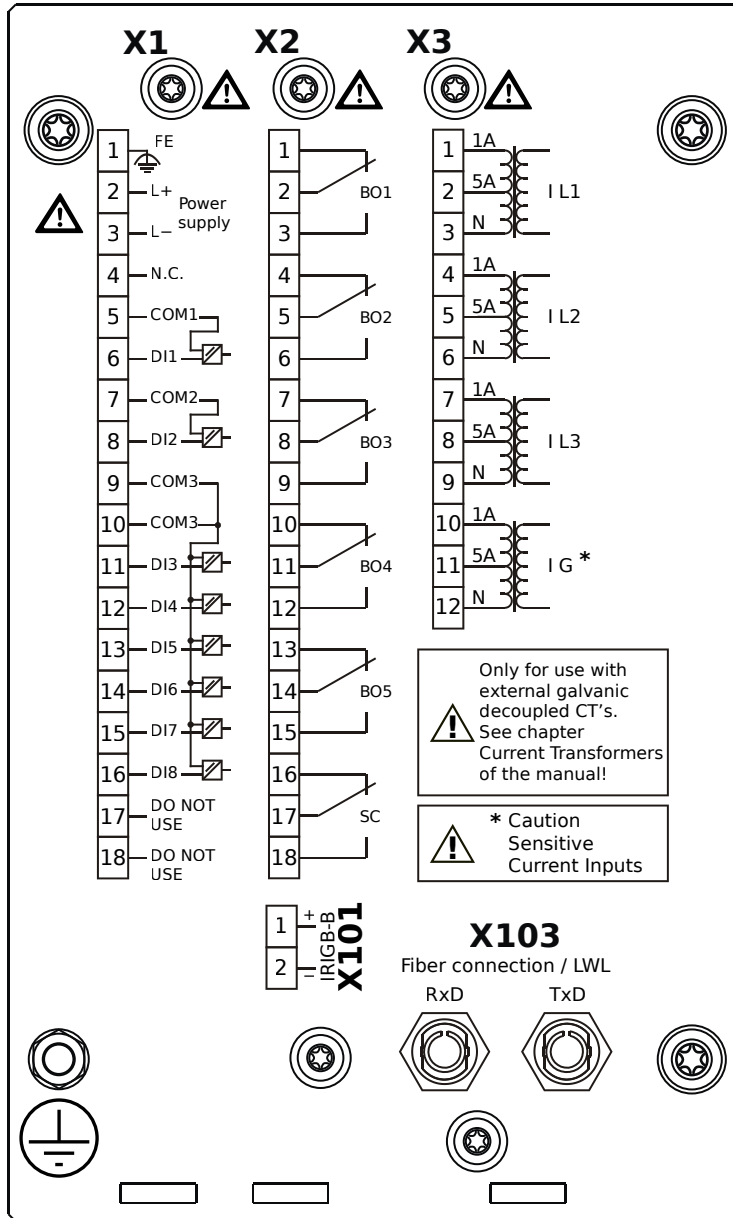 X1
X2
X3
1 FE
2 L+ Power
supply
3 L−
4 N.C.
5 COM1
6 DI1
7 COM2
8 DI2
9 COM3
10 COM3
11 DI3
12 DI4
13 DI5
14 DI6
15 DI7
16 DI8
17 DO NOT
USE
18 DO NOT
USE
1
2 BO1
3
4
5 BO2
6
7
8 BO3
9
10
11 BO4
12
13
14 BO5
15
16
17 SC
18
1 1A
2 5A I L1
3 N
4 1A
5 5A I L2
6 N
7 1A
8 5A I L3
9 N
10 1A
11 5A I G *
12 N
Only for use with
external galvanic
decoupled CT's.
See chapter
Current Transformers
of the manual!
* Caution
Sensitive
Current Inputs
1 +
2 −
IRIGB-B
X101
X103
Fiber connection / LWL
RxD
TxD